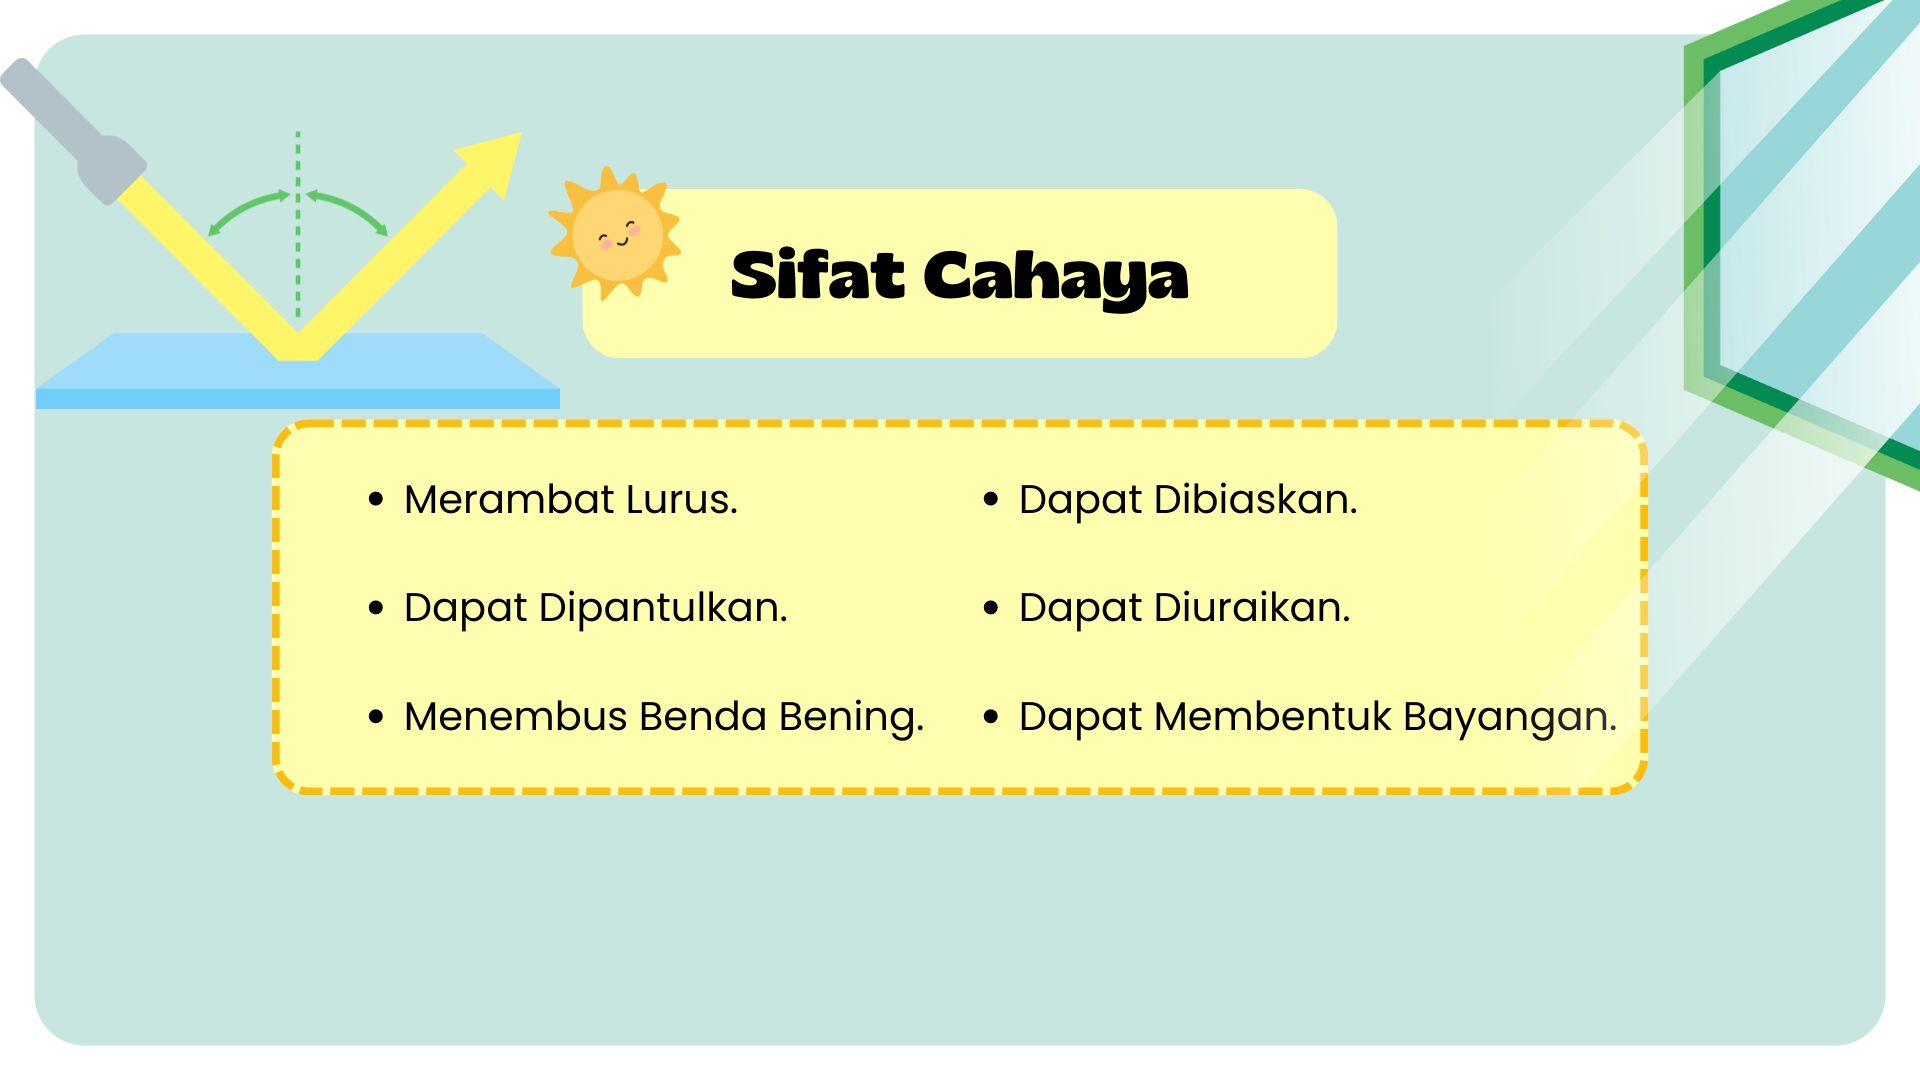 Sifat Cahaya
• Merambat Lurus.
• Dapat Dipantulkan.
• Menembus Benda Bening.
• Dapat Dibiaskan.
• Dapat Diuraikan.
• Dapat Membentuk Bayangan.